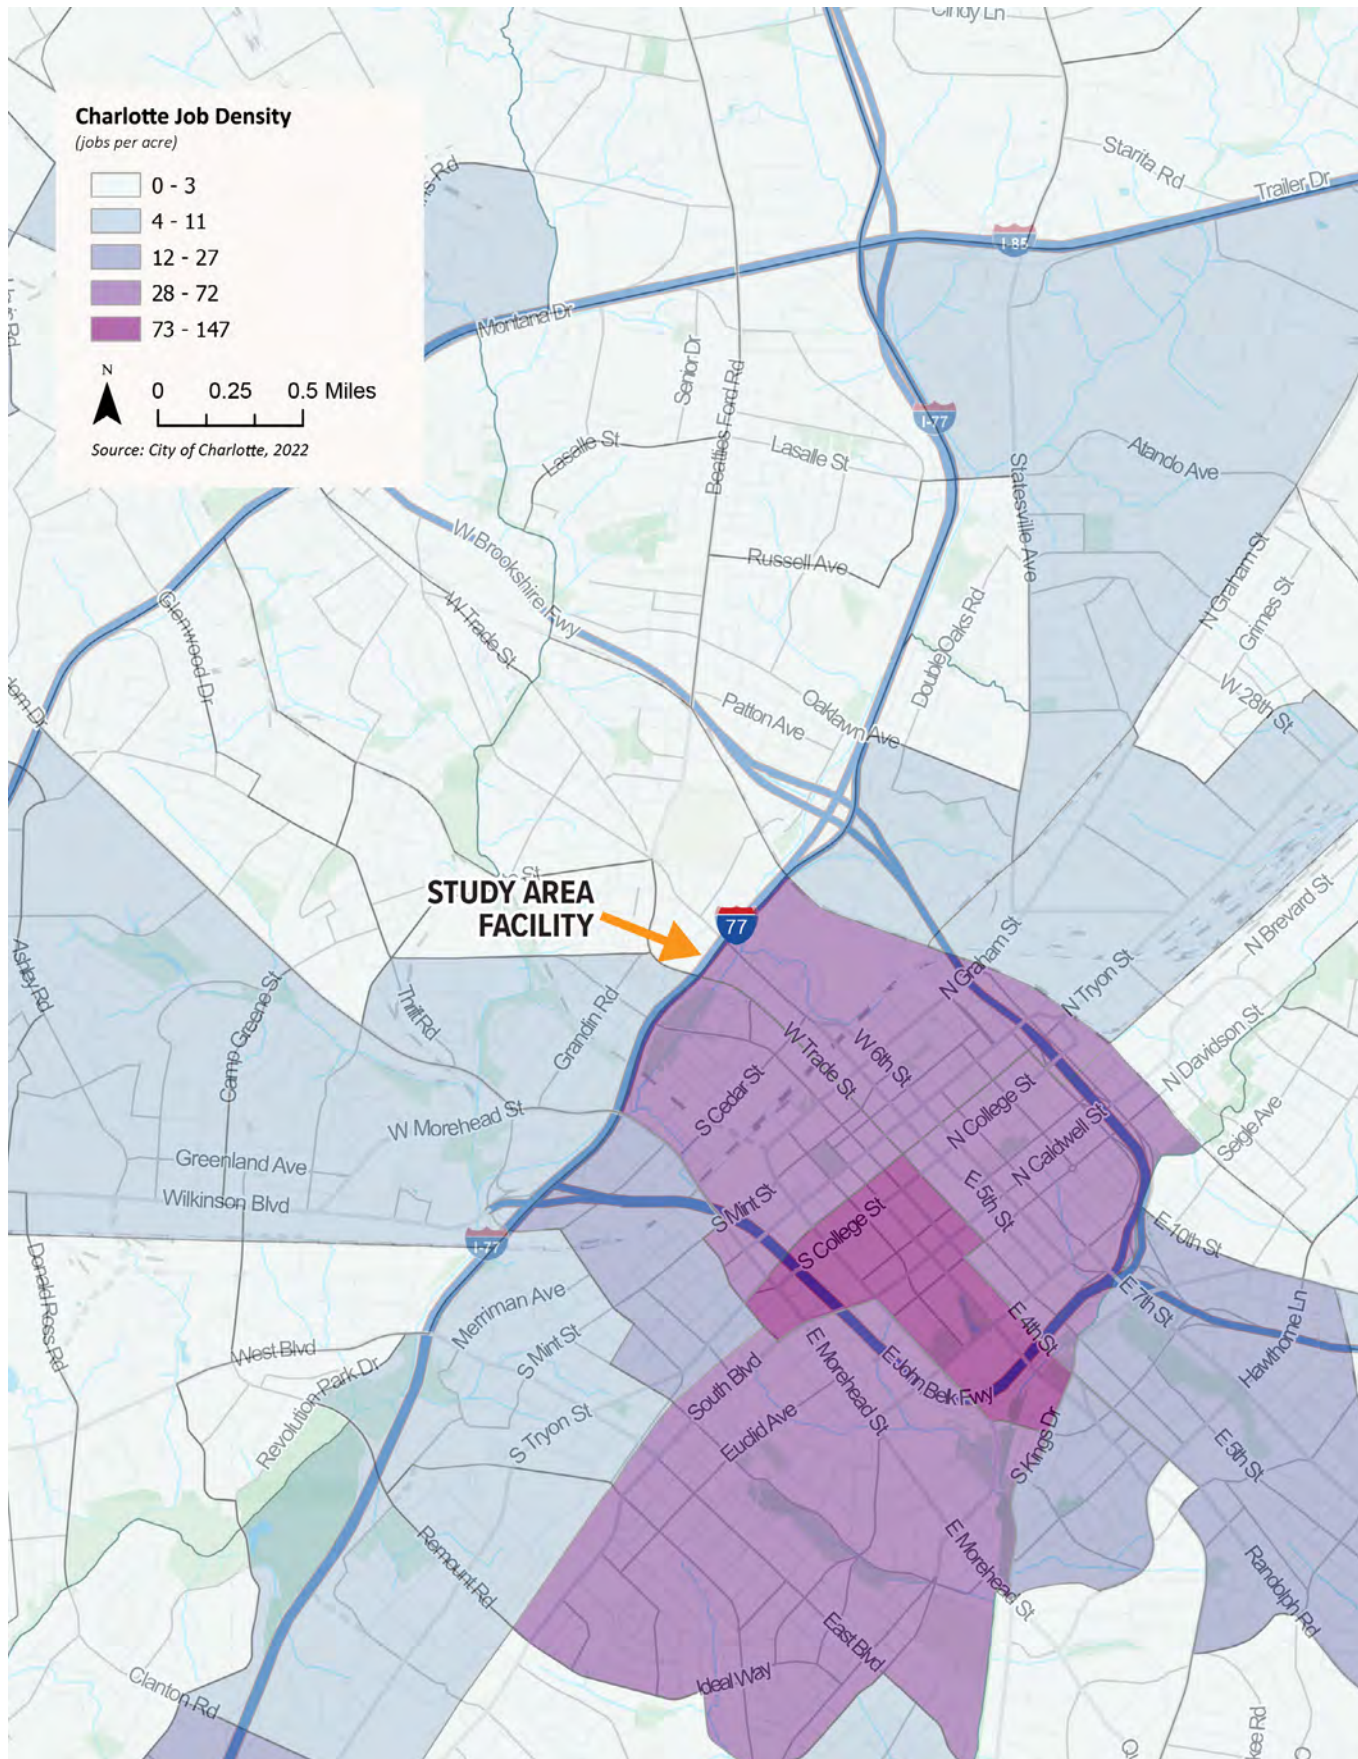 Cindy Ln
Charlotte Job Density
(jobs per acre)
0 - 3
4 - 11
12 - 27
28 - 72
73 - 147
N
0 0.25 0.5 Miles
Source: City of Charlotte, 2022
Starita Rd
Trailer Dr
I-85
Montana Dr
Senior Dr
Beatties Ford Rd
I-77
Lasalle St
Lasalle St
Statesville Ave
Atando Ave
W Brookshire Fwy
Russell Ave
N Graham St
Grimes St
Glenwood Dr
W Trade St
Double Oaks Rd
W 28th St
Patton Ave
Oaklawn Ave
STUDY AREA
FACILITY
77
N Brevard St
Ashley Rd
Camp Greene St
Thrift Rd
Grandin Rd
N Graham St
N Tryon St
N Davidson St
W Trade St
W 6th St
S Cedar St
N College St
N Caldwell St
Seigle Ave
W Morehead St
Greenland Ave
Wilkinson Blvd
S Mint St
E 5th St
S College St
E 10th St
I-77
Donald Ross Rd
Merriman Ave
E 7th St
E 4th St
Hawthorne Ln
West Blvd
S Mint St
Revolution Park Dr
South Blvd
E Morehead St
E John Belk Fwy
S Tryon St
Euclid Ave
S Kings Dr
E 5th St
Remount Rd
E Morehead St
Randolph Rd
East Blvd
Ideal Way
Clanton Rd